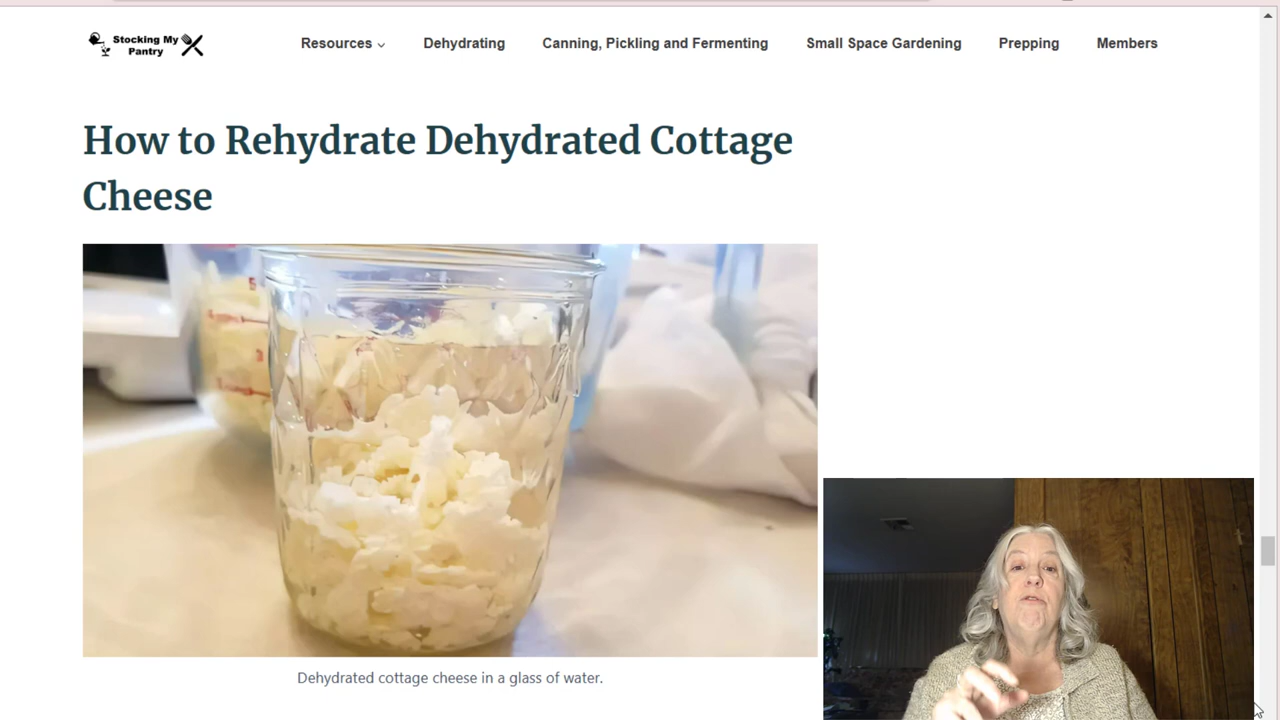 Stocking My
Pantry
Resources
Dehydrating
Canning, Pickling and Fermenting
Small Space Gardening
Prepping
Members
How to Rehydrate Dehydrated Cottage
Cheese
Dehydrated cottage cheese in a glass of water.